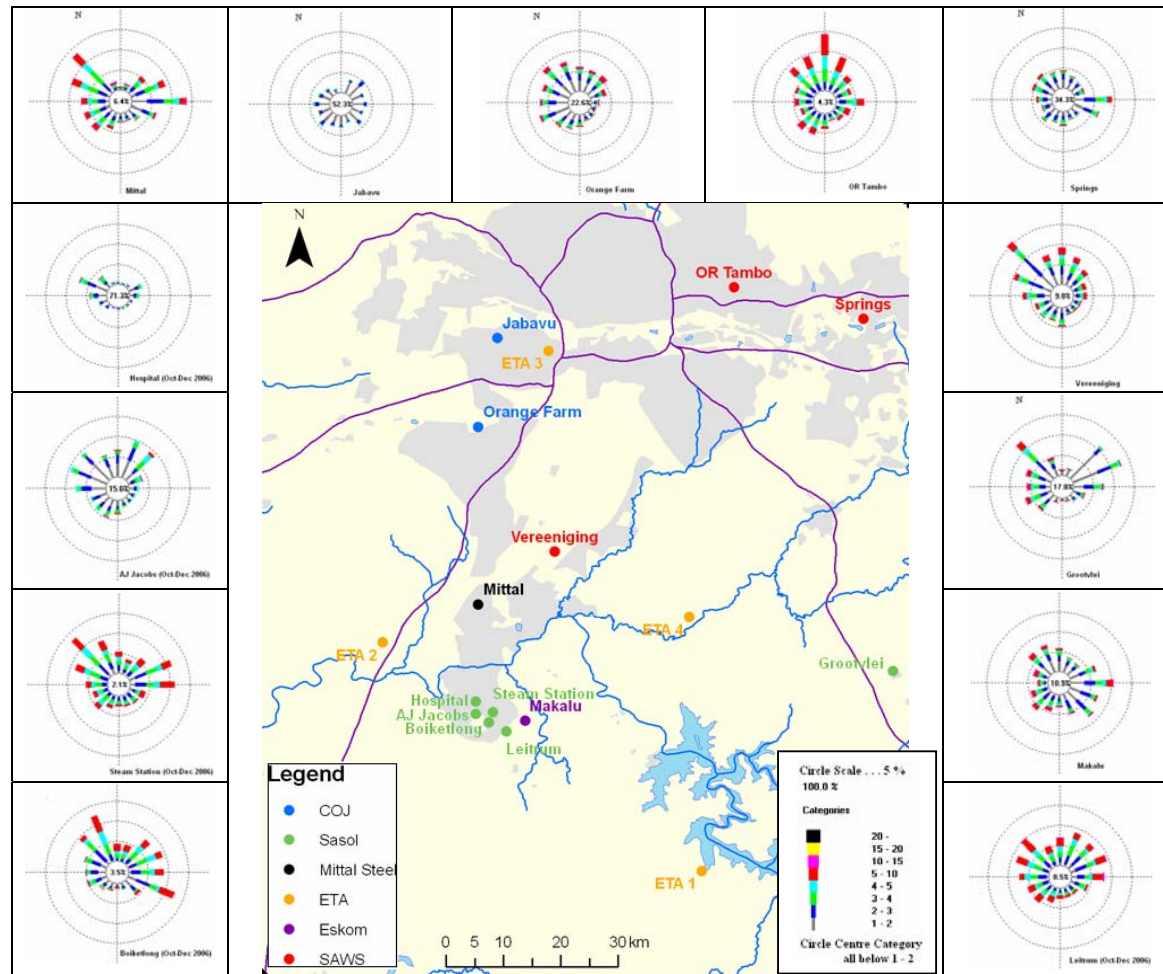 N
6.4%
Mittal
52.3%
Jabavu
N
22.6%
Orange Farm
4.3%
OR Tambo
N
34.3%
Springs
71.3%
Hospital (Oct-Dec 2006)
15.8%
AJ Jacobs (Oct-Dec 2006)
2.1%
Steam Station (Oct-Dec 2006)
3.5%
Boiketlong (Oct-Dec 2006)
N
OR Tambo
Springs
Jabavu
ETA 3
Orange Farm
Vereeniging
Mittal
ETA 2
ETA 4
Grootvlei
Hospital
Steam Station
AJ Jacobs
Makalu
Boiketlong
Leitrum
ETA 1
Legend
COJ
Sasol
Mittal Steel
ETA
Eskom
SAWS
0 5 10 20 30 km
Circle Scale . . . 5 %
100.0 %
Categories
20 -
15 - 20
10 - 15
5 - 10
4 - 5
3 - 4
2 - 3
1 - 2
Circle Centre Category
all below 1 - 2
9.8%
Vereeniging
N
17.8%
Grootvlei
10.9%
Makalu
8.5%
Leitrum (Oct-Dec 2006)